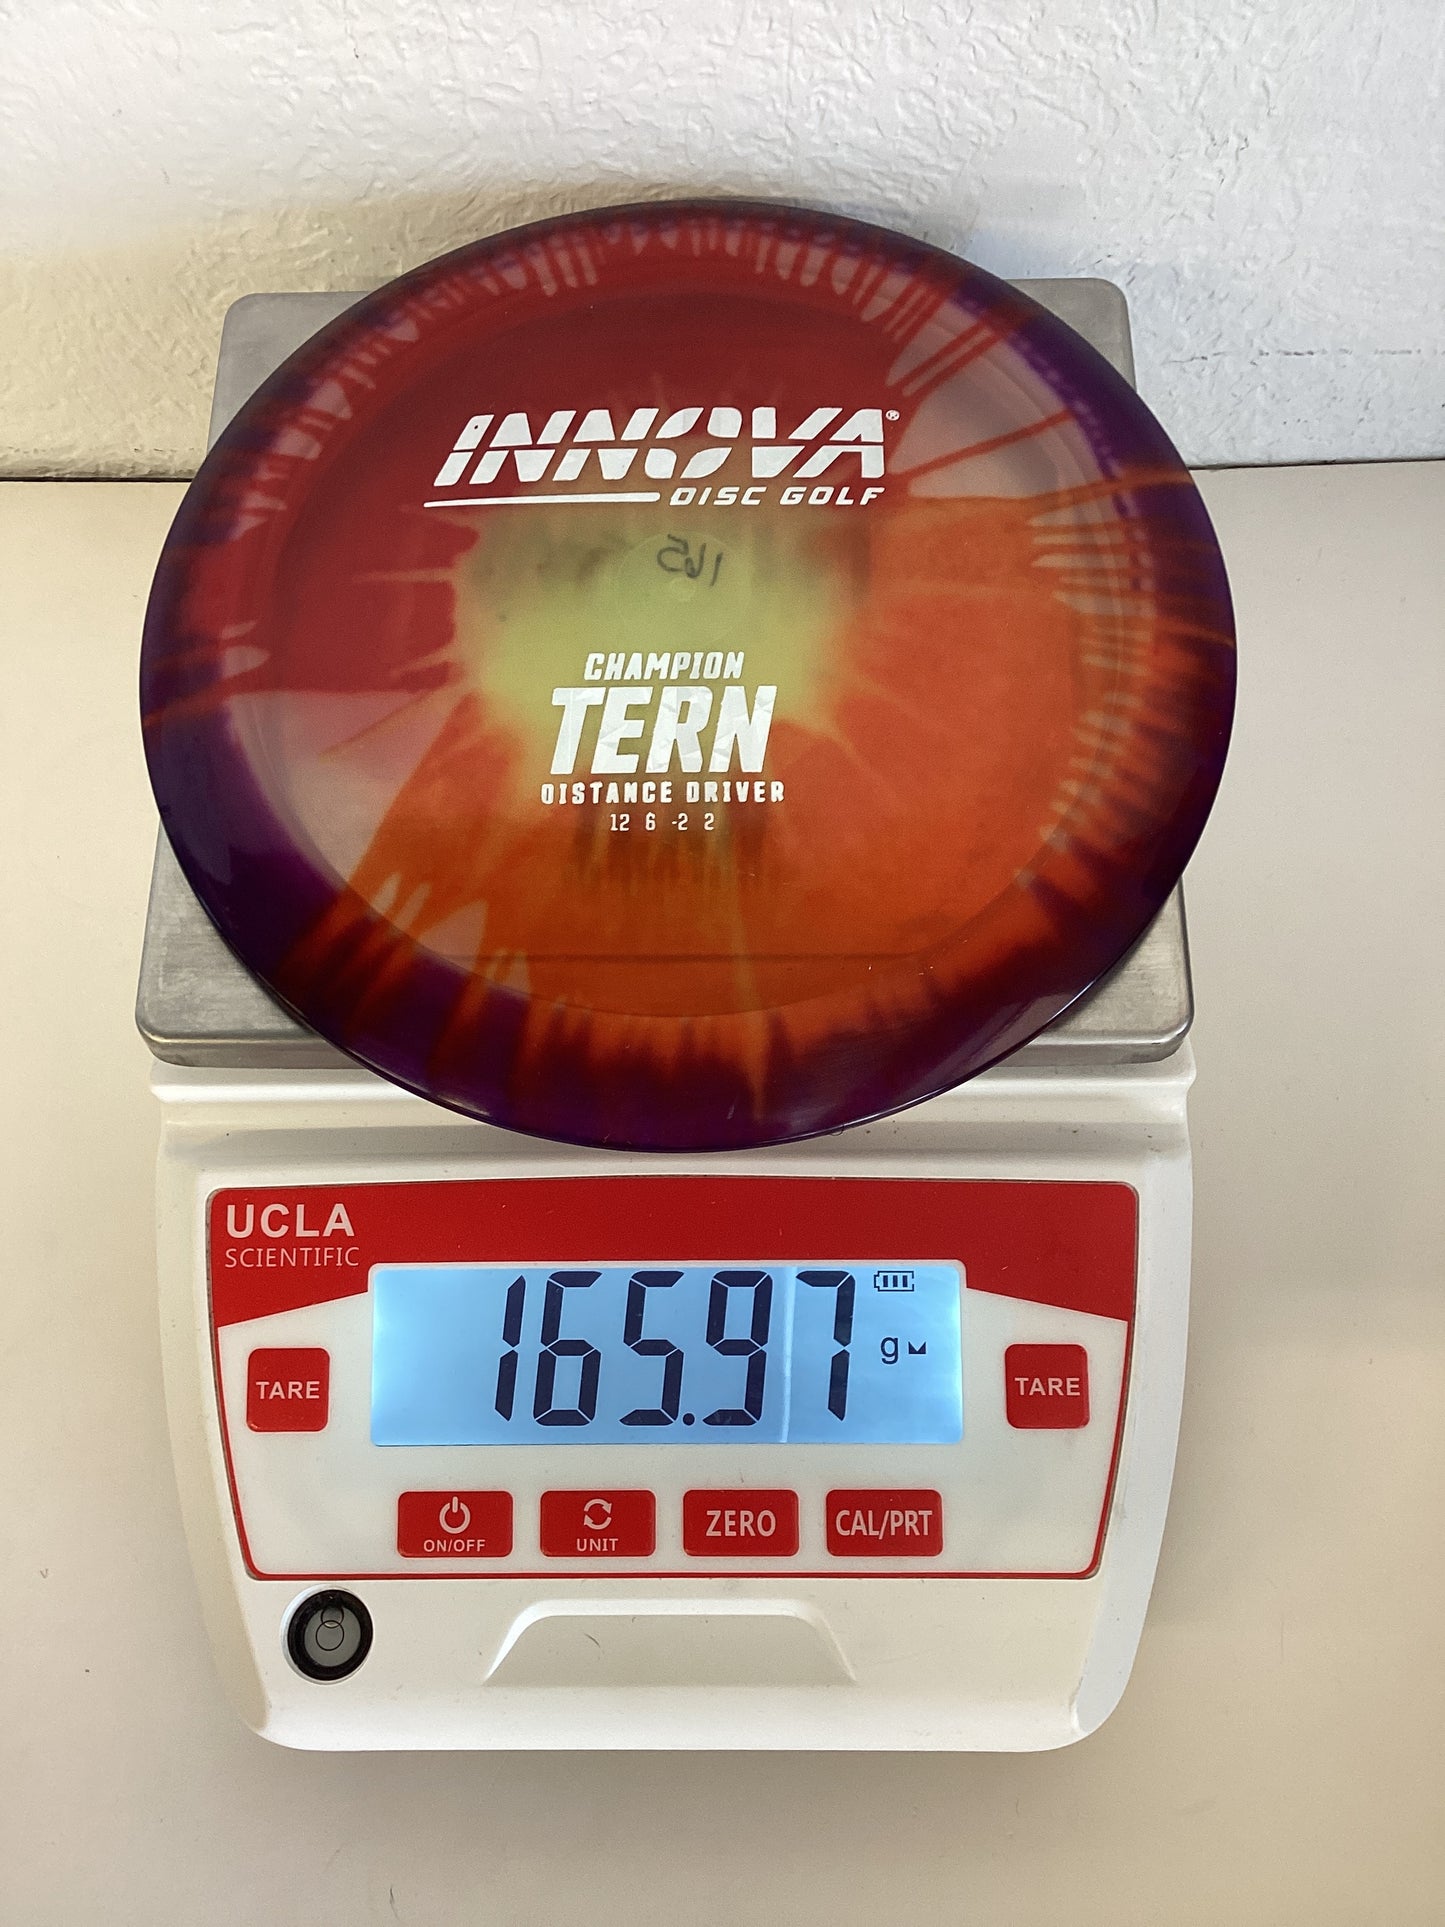 INNOVA®
DISC GOLF
165
CHAMPION
TERN
DISTANCE DRIVER
12 6 -2 2
UCLA
SCIENTIFIC
165.97 g
TARE
TARE
ON/OFF
UNIT
ZERO
CAL/PRT